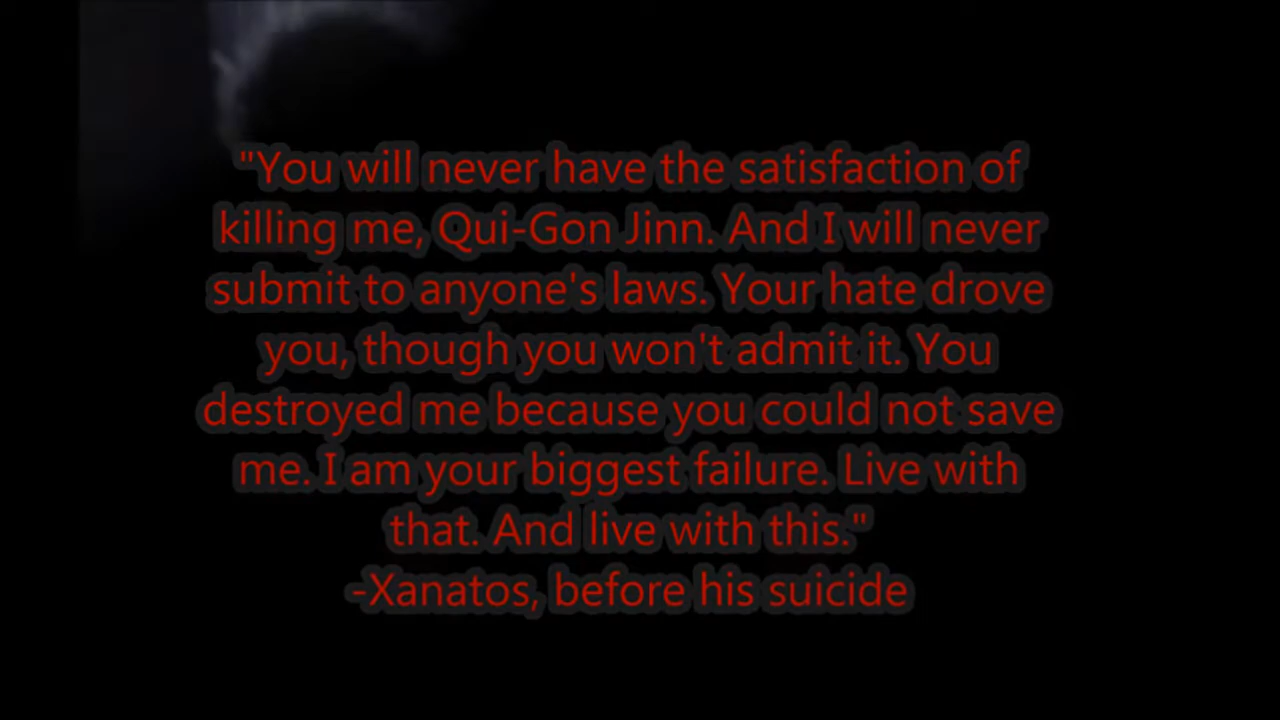 "You will never have the satisfaction of
killing me, Qui-Gon Jinn. And I will never
submit to anyone's laws. Your hate drove
you, though you won't admit it. You
destroyed me because you could not save
me. I am your biggest failure. Live with
that. And live with this."
-Xanatos, before his suicide